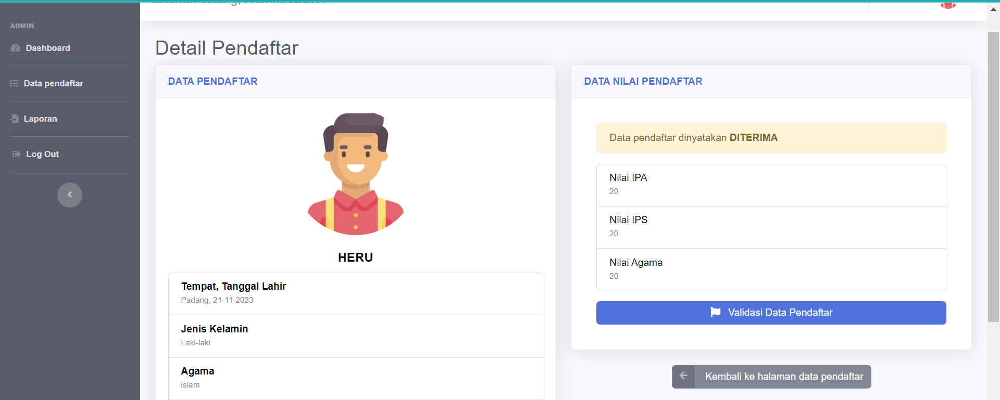 ADMIN
Dashboard
Data pendaftar
Laporan
Log Out
Detail Pendaftar
DATA PENDAFTAR
HERU
Tempat, Tanggal Lahir
Padang, 21-11-2023
Jenis Kelamin
Laki-laki
Agama
islam
DATA NILAI PENDAFTAR
Data pendaftar dinyatakan DITERIMA
Nilai IPA
20
Nilai IPS
20
Nilai Agama
20
Validasi Data Pendaftar
Kembali ke halaman data pendaftar